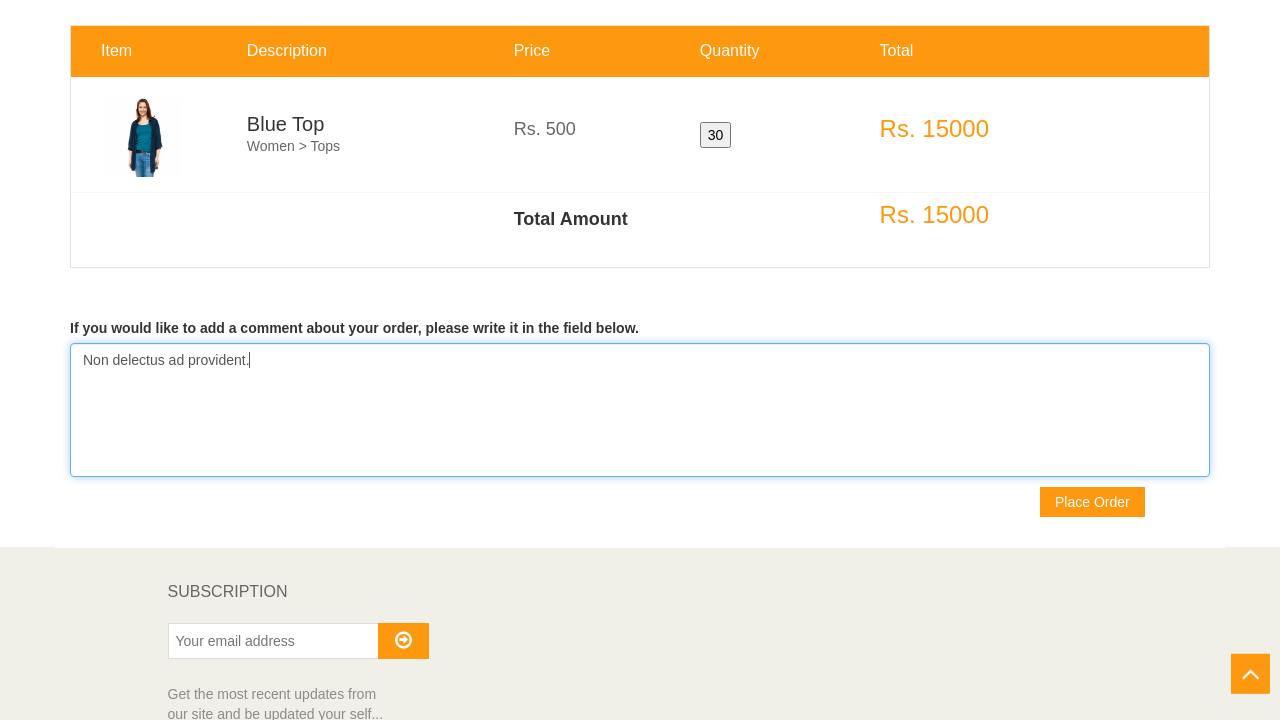 Item Description Price Quantity Total
Blue Top
Women > Tops
Rs. 500
30
Rs. 15000
Total Amount
Rs. 15000
If you would like to add a comment about your order, please write it in the field below.
Non delectus ad provident.
Place Order
SUBSCRIPTION
Your email address
Get the most recent updates from
our site and be updated your self...